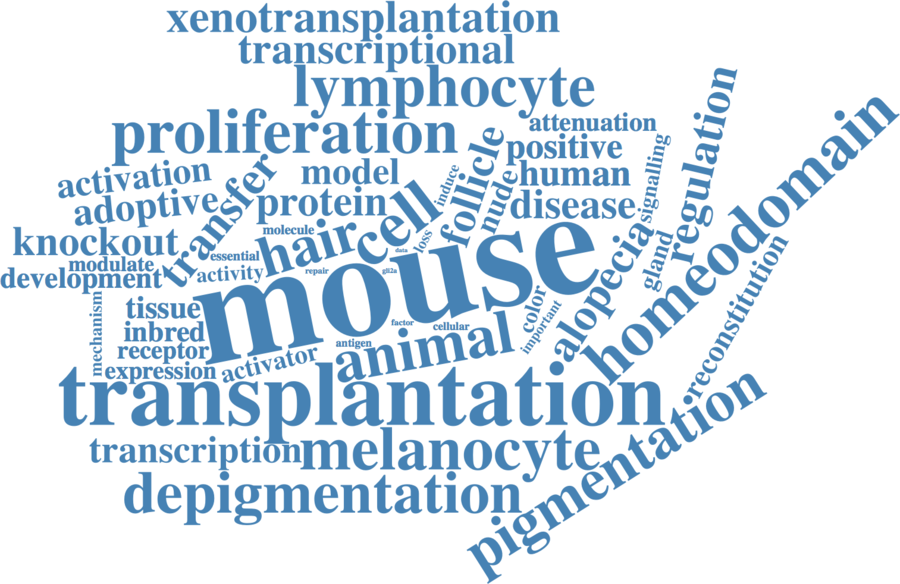 xenotransplantation
transcriptional
lymphocyte
proliferation
attenuation
regulation
homeodomain
positive
follicle
signalling
activation
model
induce
nude
human
transfer
adoptive
protein
cell
disease
knockout
molecule
hair
loss
mouse
alopecia
gland
modulate
essential
data
development
activity
repair
gli2a
reconstitution
mechanism
tissue
color
important
inbred
factor
cellular
receptor
antigen
animal
expression
activator
transplantation
pigmentation
transcription
melanocyte
depigmentation